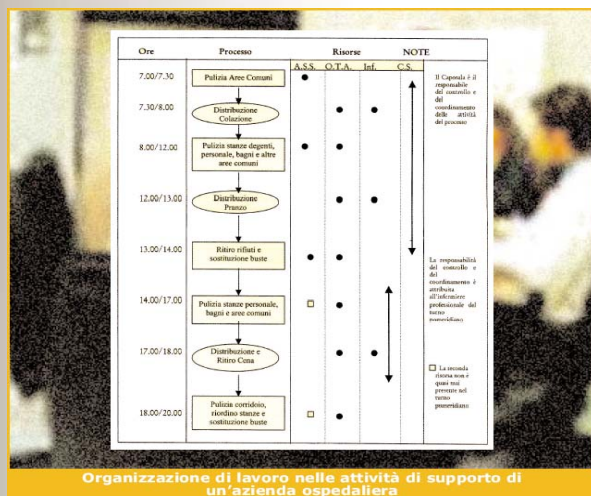 Ore Processo Risorse NOTE
A.S.S. O.T.A. Inf. C.S.
7.00/7.30 Pulizia Aree Comuni
Il Caposala è il
responsabile
del controllo e
del
coordinamento
delle attività
del processo
7.30/8.00 Distribuzione
Colazione
8.00/12.00 Pulizia stanze degenti,
personale, bagni e altre
aree comuni
12.00/13.00 Distribuzione
Pranzo
13.00/14.00 Ritiro rifiuti e
sostituzione buste
La responsabilità
del controllo e
del
coordinamento è
attribuita
all'infermiere
professionale del
turno
pomeridiano
14.00/17.00 Pulizia stanze personale,
bagni e aree comuni
17.00/18.00 Distribuzione e
Ritiro Cena
La seconda
risorsa non è
quasi mai
presente nel
turno
pomeridiano
18.00/20.00 Pulizia corridoio,
riordino stanze e
sostituzione buste
Organizzazione di lavoro nelle attività di supporto di
un'azienda ospedaliera